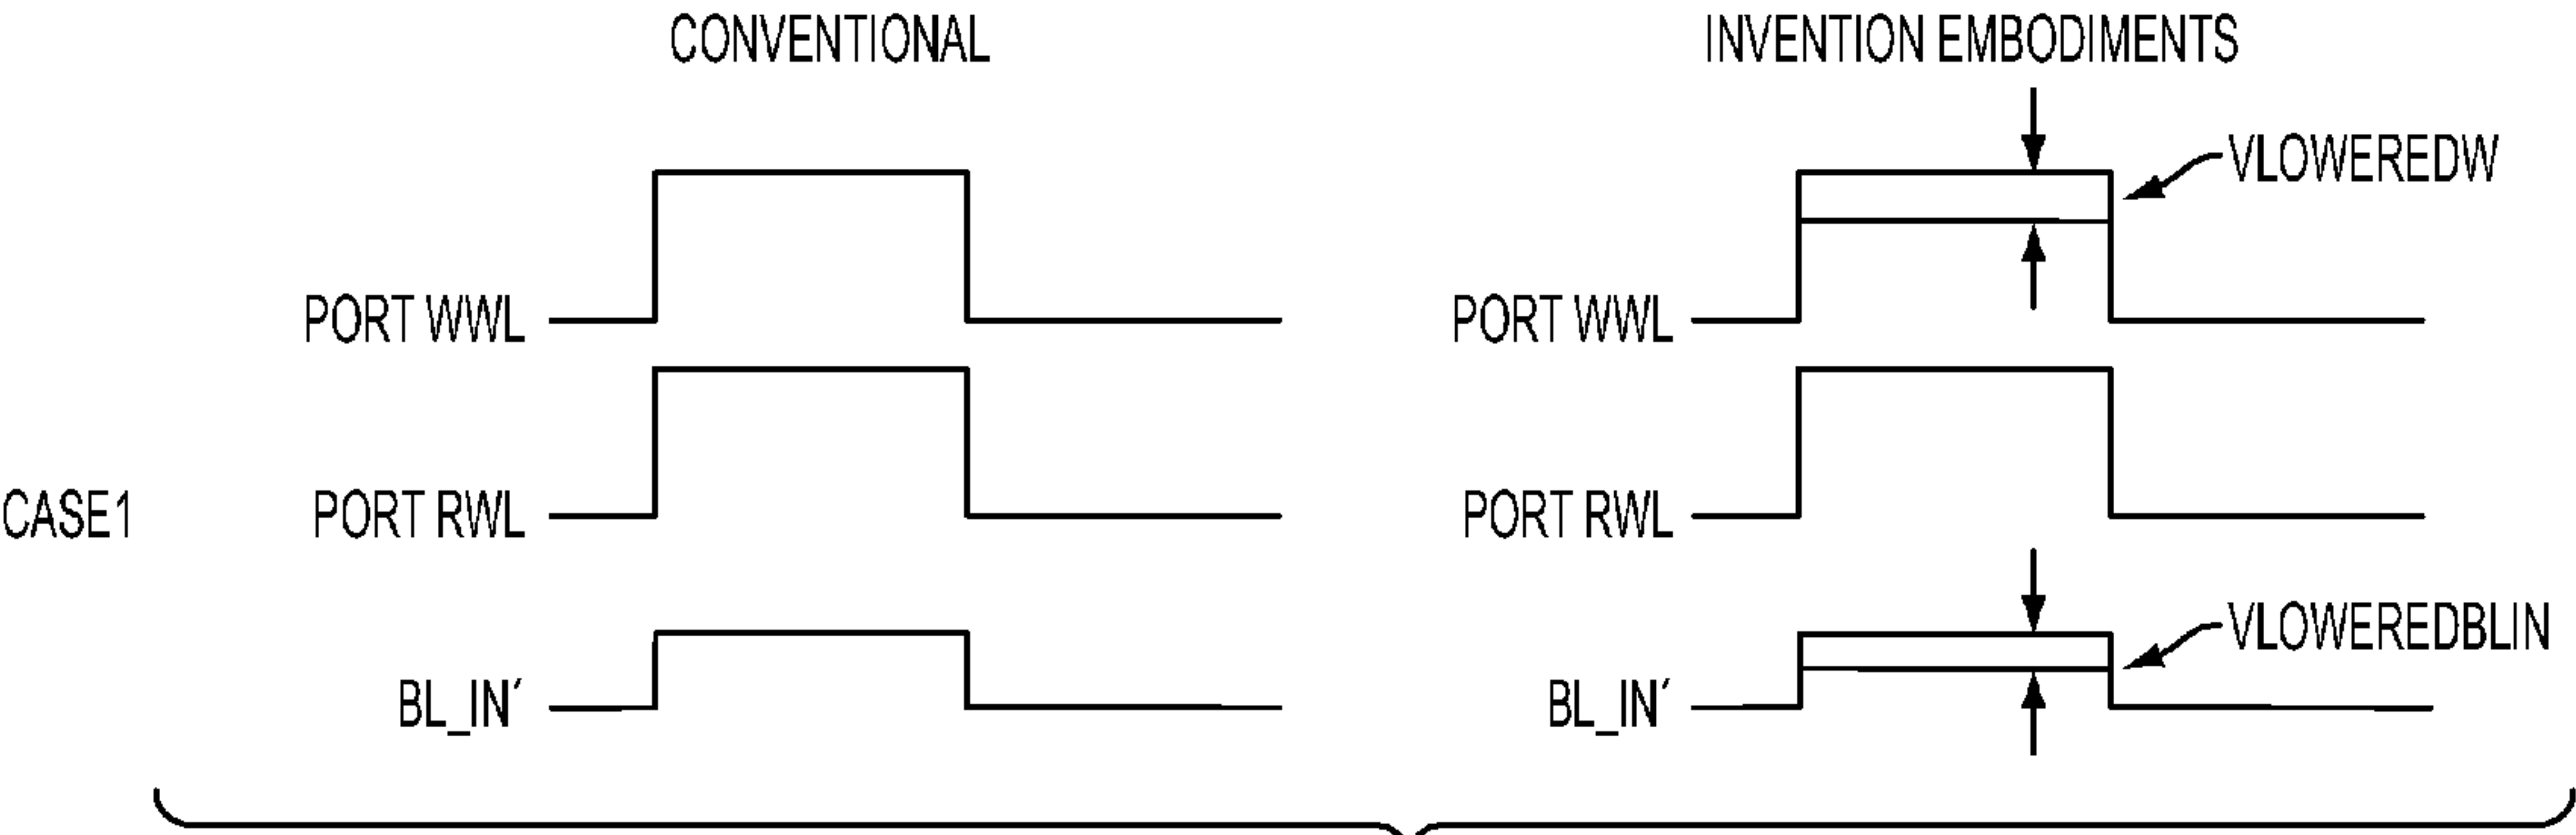 CONVENTIONAL
INVENTION EMBODIMENTS
VLOWEREDW
PORT WWL
PORT WWL
CASE1
PORT RWL
PORT RWL
VLOWEREDBLIN
BL_IN′
BL_IN′